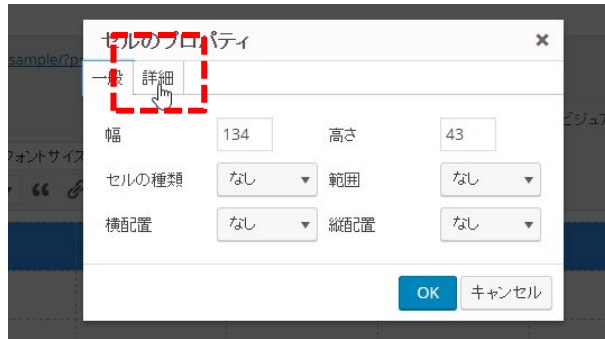 セルのプロパティ ×
sample/?p
一般 詳細
ビジュア
幅 134 高さ 43
フォントサイズ
セルの種類 なし 範囲 なし
横配置 なし 縦配置 なし
OK キャンセル